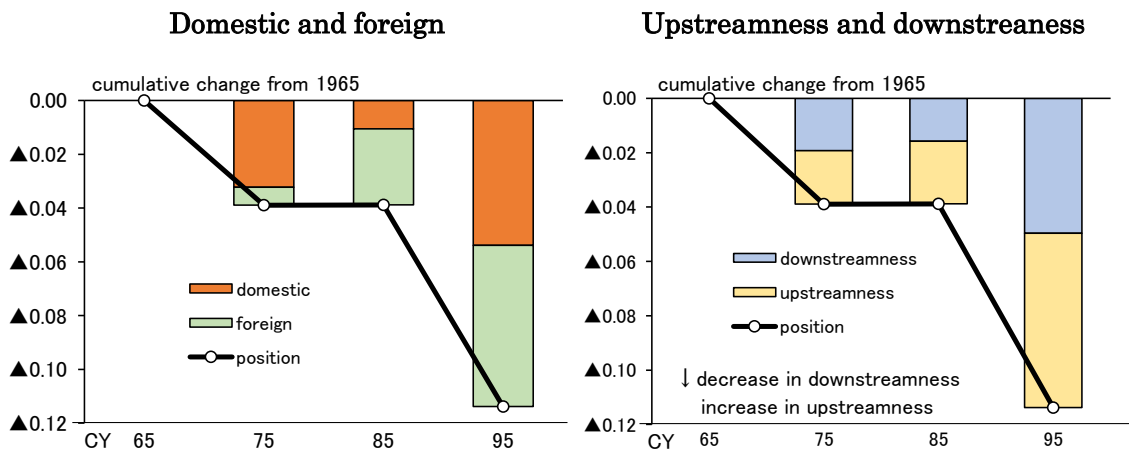 Domestic and foreign
cumulative change from 1965
0.00
▲0.02
▲0.04
▲0.06
▲0.08
▲0.10
▲0.12
domestic
foreign
position
CY 65 75 85 95
Upstreamness and downstreaness
cumulative change from 1965
0.00
▲0.02
▲0.04
▲0.06
▲0.08
▲0.10
▲0.12
downstreamness
upstreamness
position
↓ decrease in downstreamness
increase in upstreamness
CY 65 75 85 95